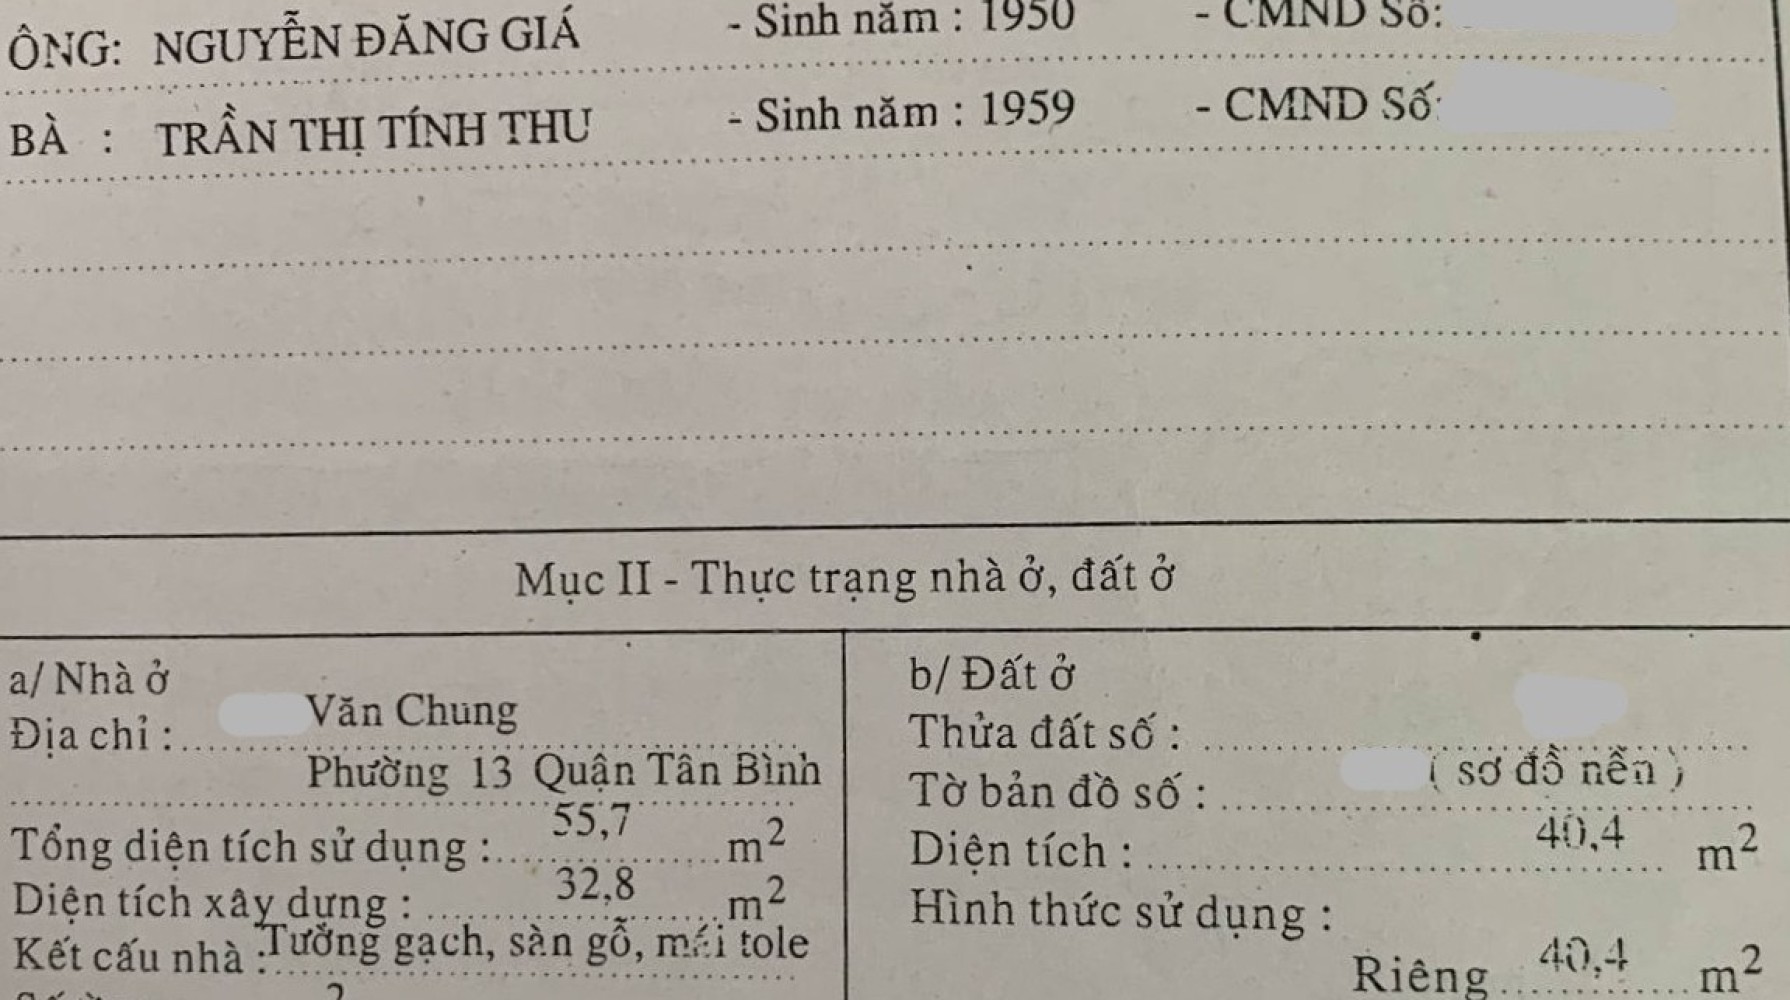 ÔNG: NGUYỄN ĐĂNG GIÁ - Sinh năm : 1950 - CMND Số:
BÀ : TRẦN THỊ TÍNH THU - Sinh năm : 1959 - CMND Số:
Mục II - Thực trạng nhà ở, đất ở
a/ Nhà ở
Địa chỉ : Văn Chung
Phường 13 Quận Tân Bình
Tổng diện tích sử dụng : 55,7 m2
Diện tích xây dựng : 32,8 m2
Kết cấu nhà : Tường gạch, sàn gỗ, mái tole
2
b/ Đất ở
Thửa đất số :
Tờ bản đồ số : ( sơ đồ nền )
Diện tích : 40,4 m2
Hình thức sử dụng :
Riêng 40,4 m2